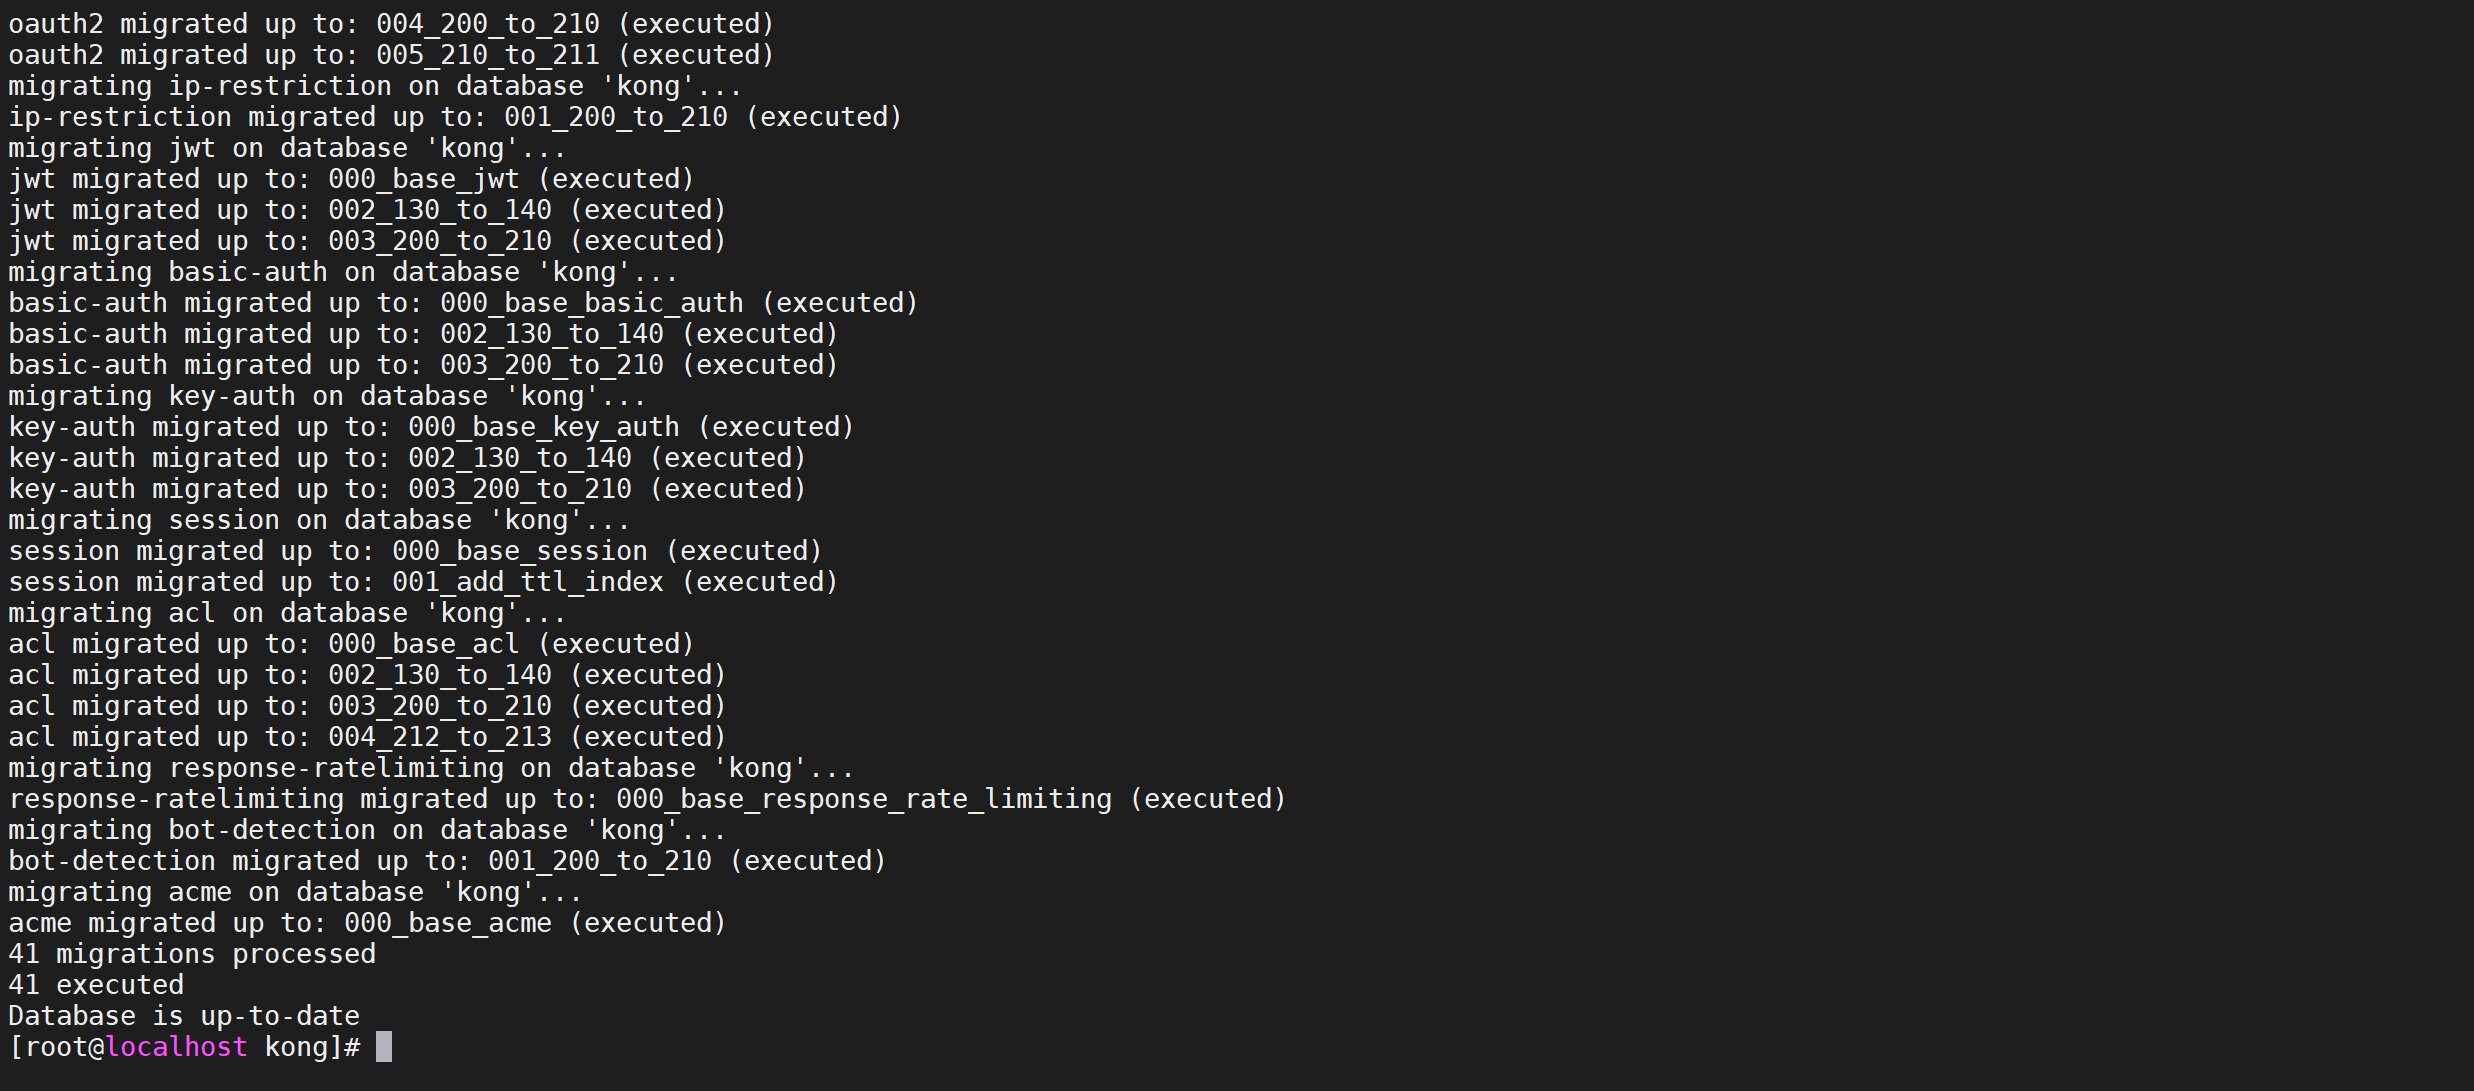 oauth2 migrated up to: 004_200_to_210 (executed)
oauth2 migrated up to: 005_210_to_211 (executed)
migrating ip-restriction on database 'kong'...
ip-restriction migrated up to: 001_200_to_210 (executed)
migrating jwt on database 'kong'...
jwt migrated up to: 000_base_jwt (executed)
jwt migrated up to: 002_130_to_140 (executed)
jwt migrated up to: 003_200_to_210 (executed)
migrating basic-auth on database 'kong'...
basic-auth migrated up to: 000_base_basic_auth (executed)
basic-auth migrated up to: 002_130_to_140 (executed)
basic-auth migrated up to: 003_200_to_210 (executed)
migrating key-auth on database 'kong'...
key-auth migrated up to: 000_base_key_auth (executed)
key-auth migrated up to: 002_130_to_140 (executed)
key-auth migrated up to: 003_200_to_210 (executed)
migrating session on database 'kong'...
session migrated up to: 000_base_session (executed)
session migrated up to: 001_add_ttl_index (executed)
migrating acl on database 'kong'...
acl migrated up to: 000_base_acl (executed)
acl migrated up to: 002_130_to_140 (executed)
acl migrated up to: 003_200_to_210 (executed)
acl migrated up to: 004_212_to_213 (executed)
migrating response-ratelimiting on database 'kong'...
response-ratelimiting migrated up to: 000_base_response_rate_limiting (executed)
migrating bot-detection on database 'kong'...
bot-detection migrated up to: 001_200_to_210 (executed)
migrating acme on database 'kong'...
acme migrated up to: 000_base_acme (executed)
41 migrations processed
41 executed
Database is up-to-date
[root@localhost kong]#